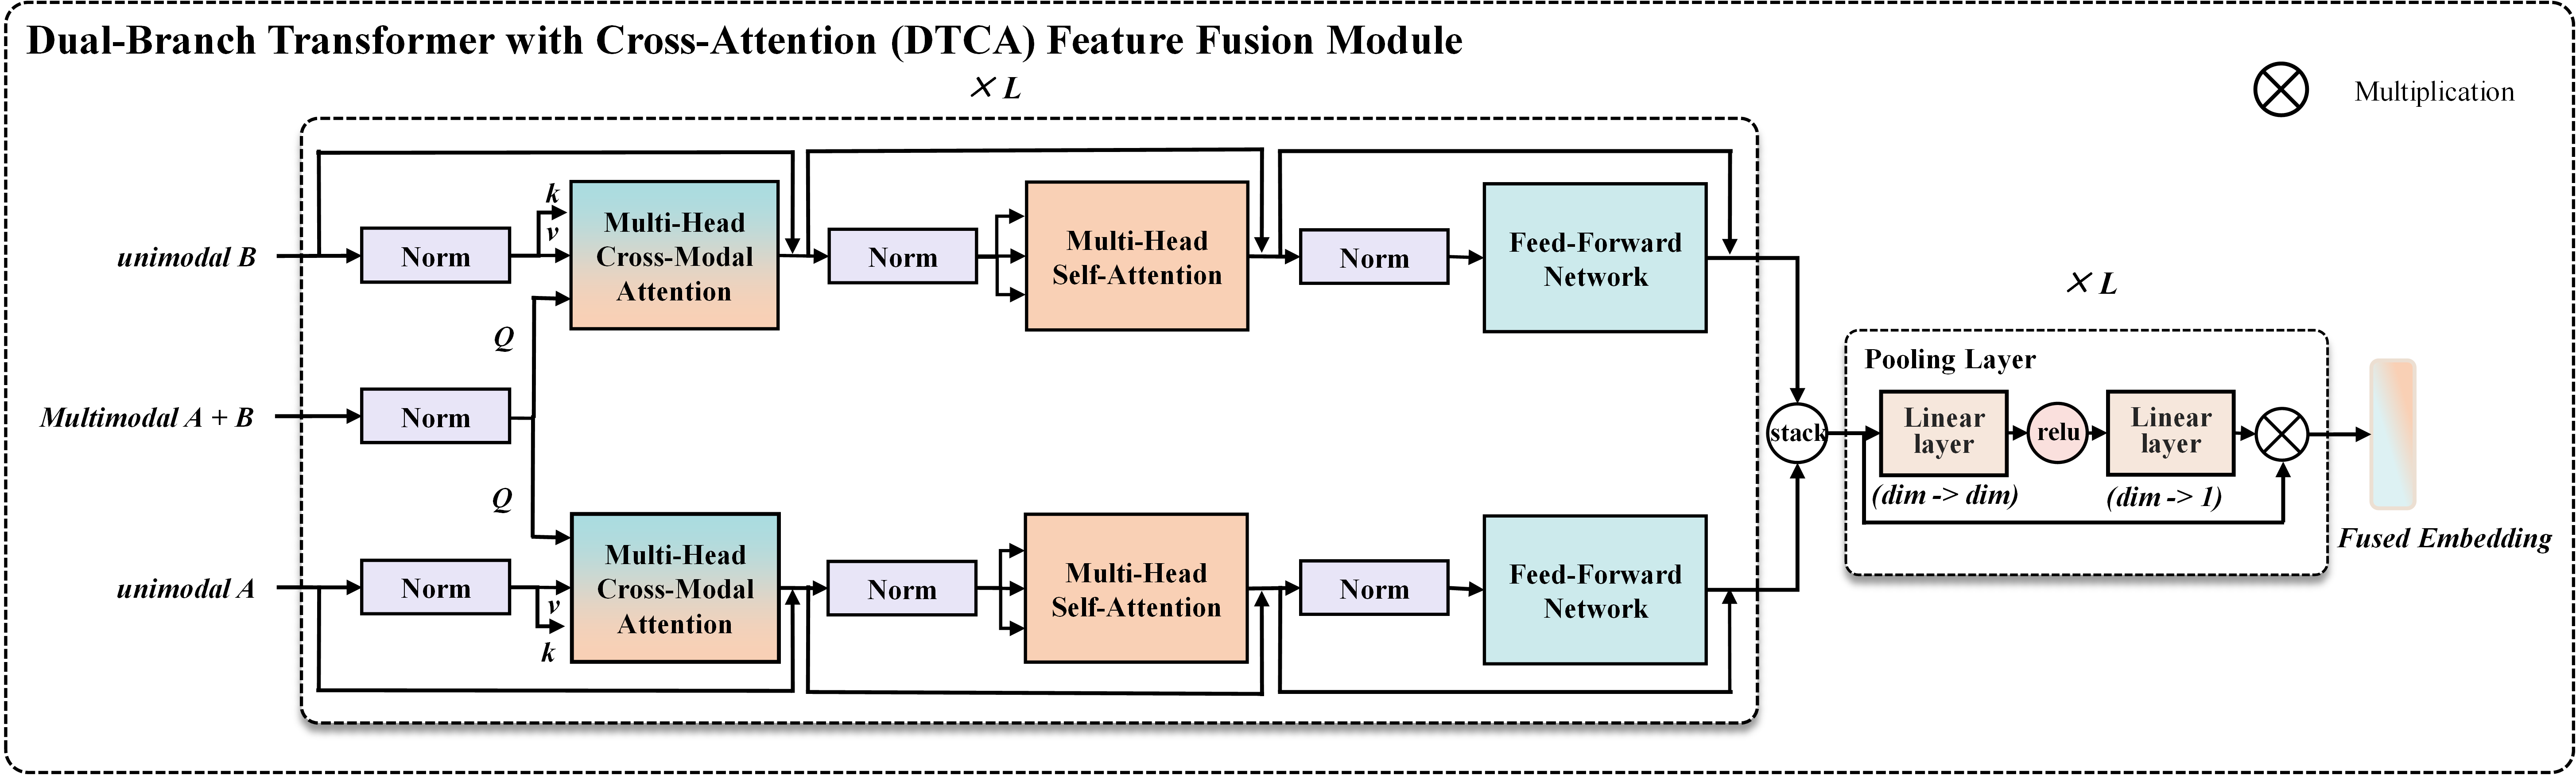 Dual-Branch Transformer with Cross-Attention (DTCA) Feature Fusion Module
× L
Multiplication
unimodal B
Norm
k
v
Multi-Head
Cross-Modal
Attention
Norm
Multi-Head
Self-Attention
Norm
Feed-Forward
Network
Q
Multimodal A + B
Norm
Q
unimodal A
Norm
v
k
Multi-Head
Cross-Modal
Attention
Norm
Multi-Head
Self-Attention
Norm
Feed-Forward
Network
stack
× L
Pooling Layer
Linear
layer
(dim -> dim)
relu
Linear
layer
(dim -> 1)
Fused Embedding